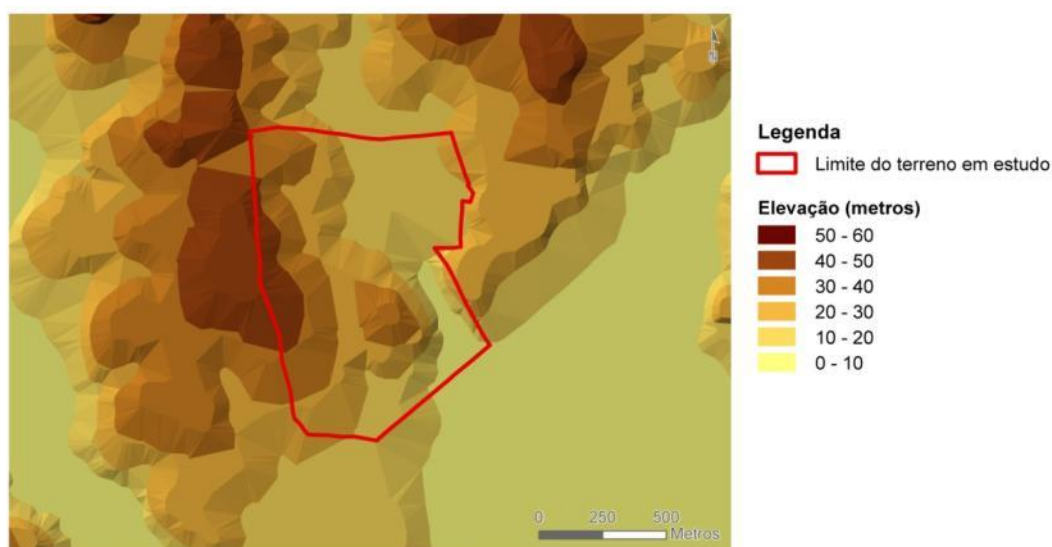 N
Legenda
Limite do terreno em estudo
Elevação (metros)
50 - 60
40 - 50
30 - 40
20 - 30
10 - 20
0 - 10
0 250 500
Metros